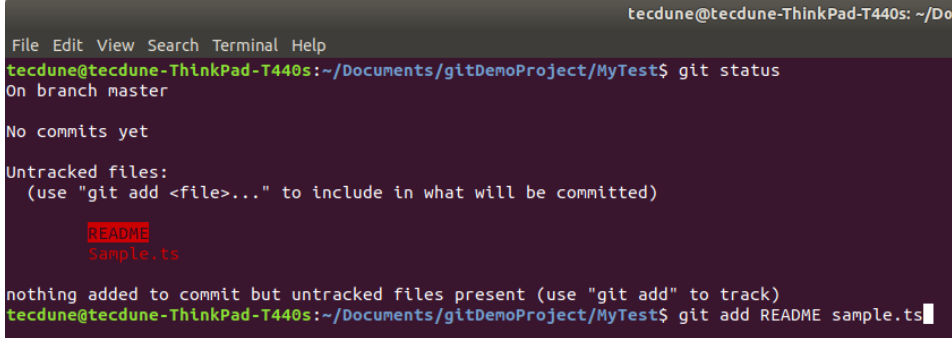 tecdune@tecdune-ThinkPad-T440s: ~/Do
File Edit View Search Terminal Help
tecdune@tecdune-ThinkPad-T440s:~/Documents/gitDemoProject/MyTest$ git status
On branch master
No commits yet
Untracked files:
(use "git add <file>..." to include in what will be committed)
README
Sample.ts
nothing added to commit but untracked files present (use "git add" to track)
tecdune@tecdune-ThinkPad-T440s:~/Documents/gitDemoProject/MyTest$ git add README sample.ts